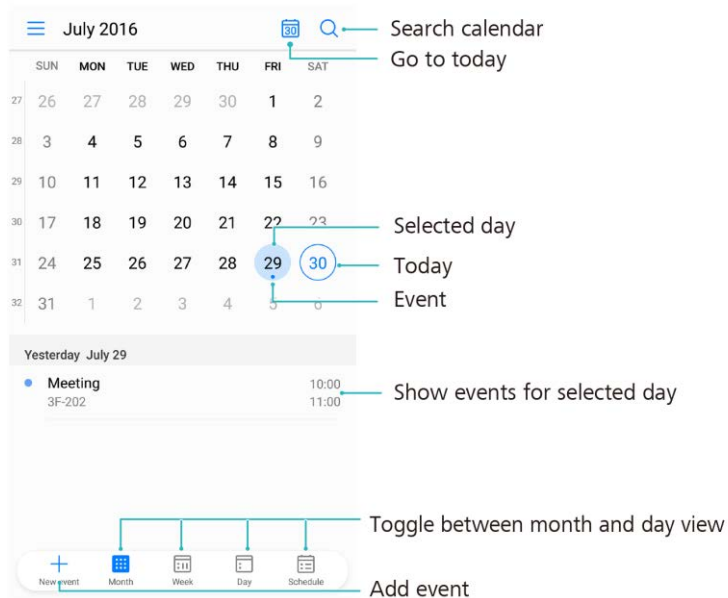 July 2016
30
Search calendar
Go to today
SUN MON TUE WED THU FRI SAT
27 26 27 28 29 30 1 2
28 3 4 5 6 7 8 9
29 10 11 12 13 14 15 16
30 17 18 19 20 21 22 23
Selected day
31 24 25 26 27 28 29 30
Today
Event
32 31 1 2 3 4 5 6
Yesterday July 29
Meeting 10:00
3F-202 11:00
Show events for selected day
Toggle between month and day view
New event Month Week Day Schedule
Add event